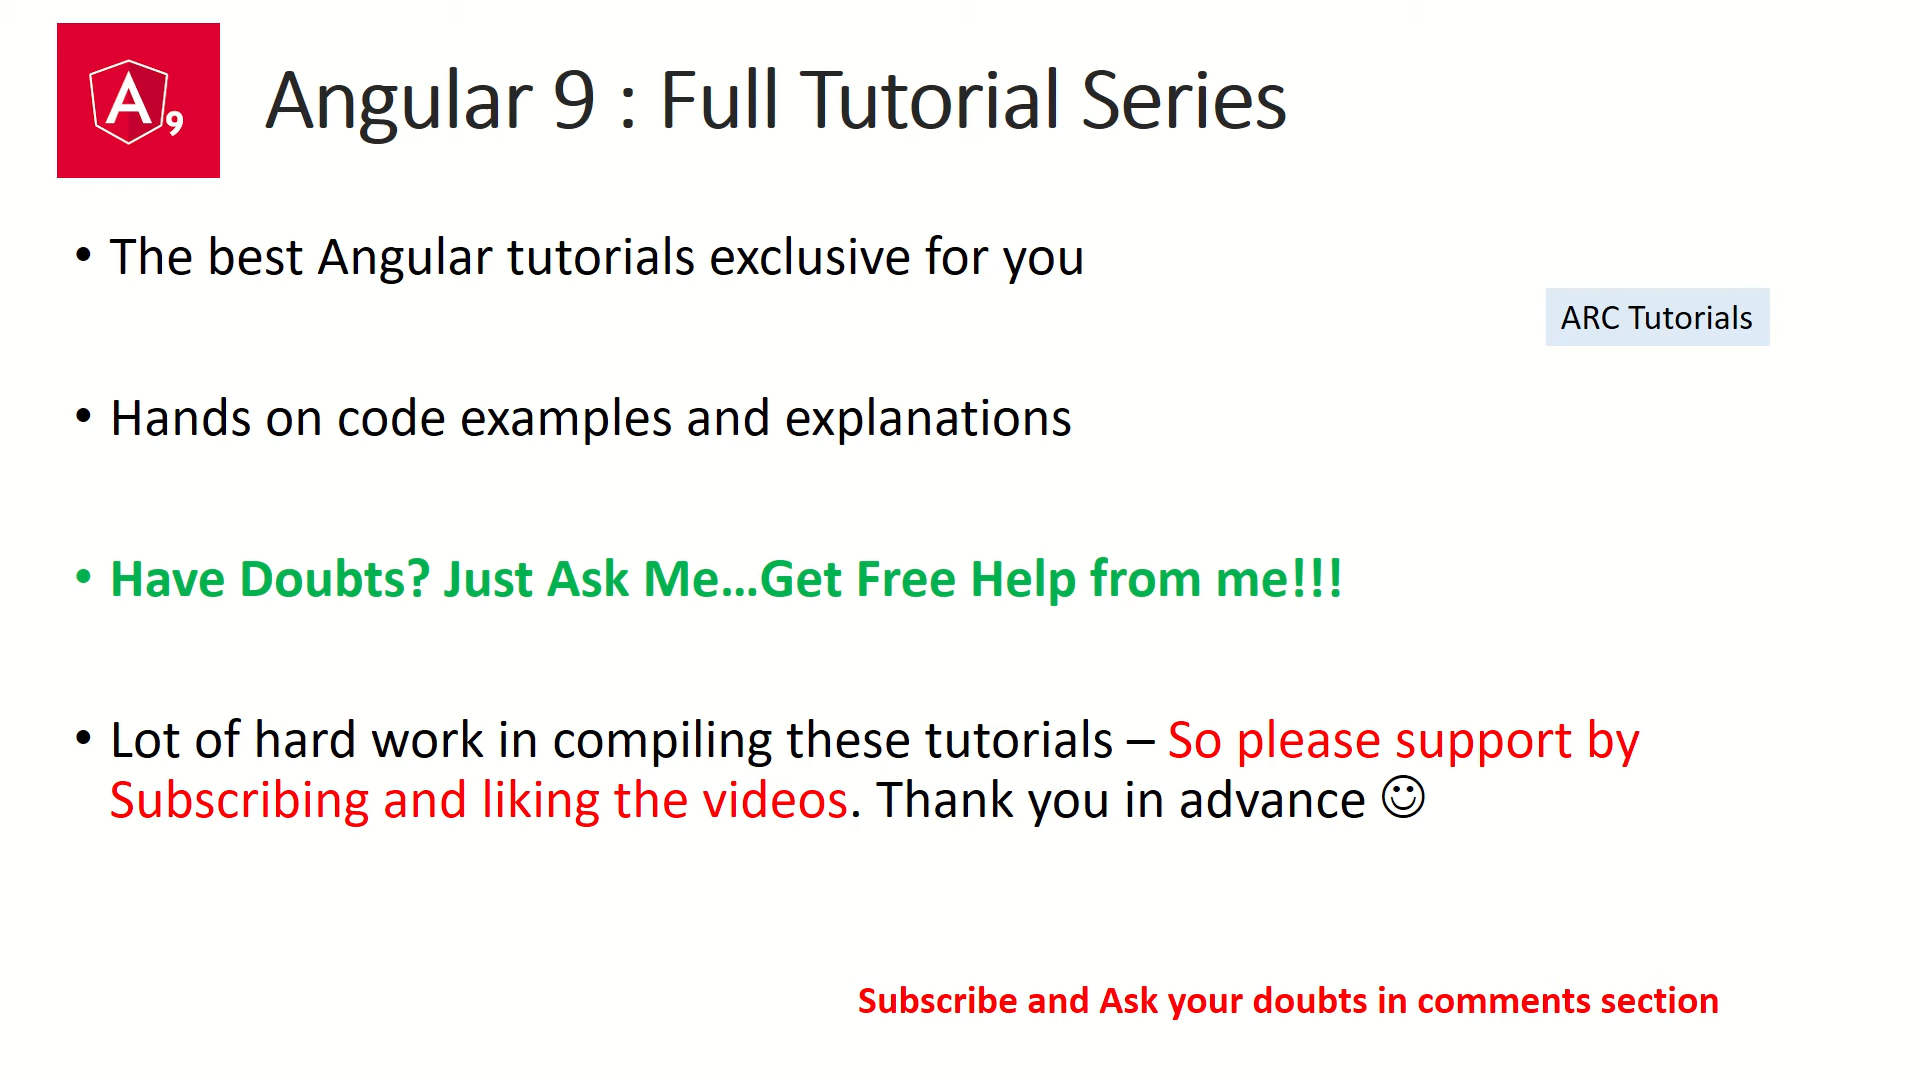 A9
Angular 9 : Full Tutorial Series
• The best Angular tutorials exclusive for you
ARC Tutorials
• Hands on code examples and explanations
• Have Doubts? Just Ask Me...Get Free Help from me!!!
• Lot of hard work in compiling these tutorials – So please support by
Subscribing and liking the videos. Thank you in advance ☺
Subscribe and Ask your doubts in comments section